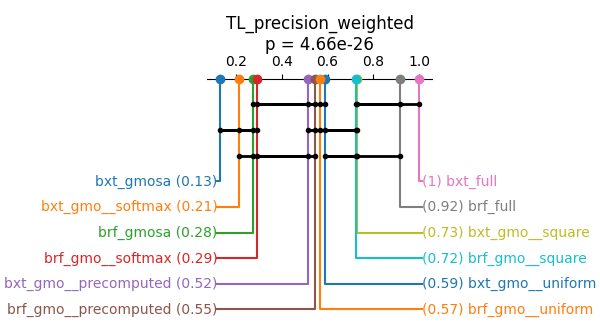 TL_precision_weighted
p = 4.66e-26
0.2 0.4 0.6 0.8 1.0
bxt_gmosa (0.13) (1) bxt_full
bxt_gmo__softmax (0.21) (0.92) brf_full
brf_gmosa (0.28) (0.73) bxt_gmo__square
brf_gmo__softmax (0.29) (0.72) brf_gmo__square
bxt_gmo__precomputed (0.52) (0.59) bxt_gmo__uniform
brf_gmo__precomputed (0.55) (0.57) brf_gmo__uniform